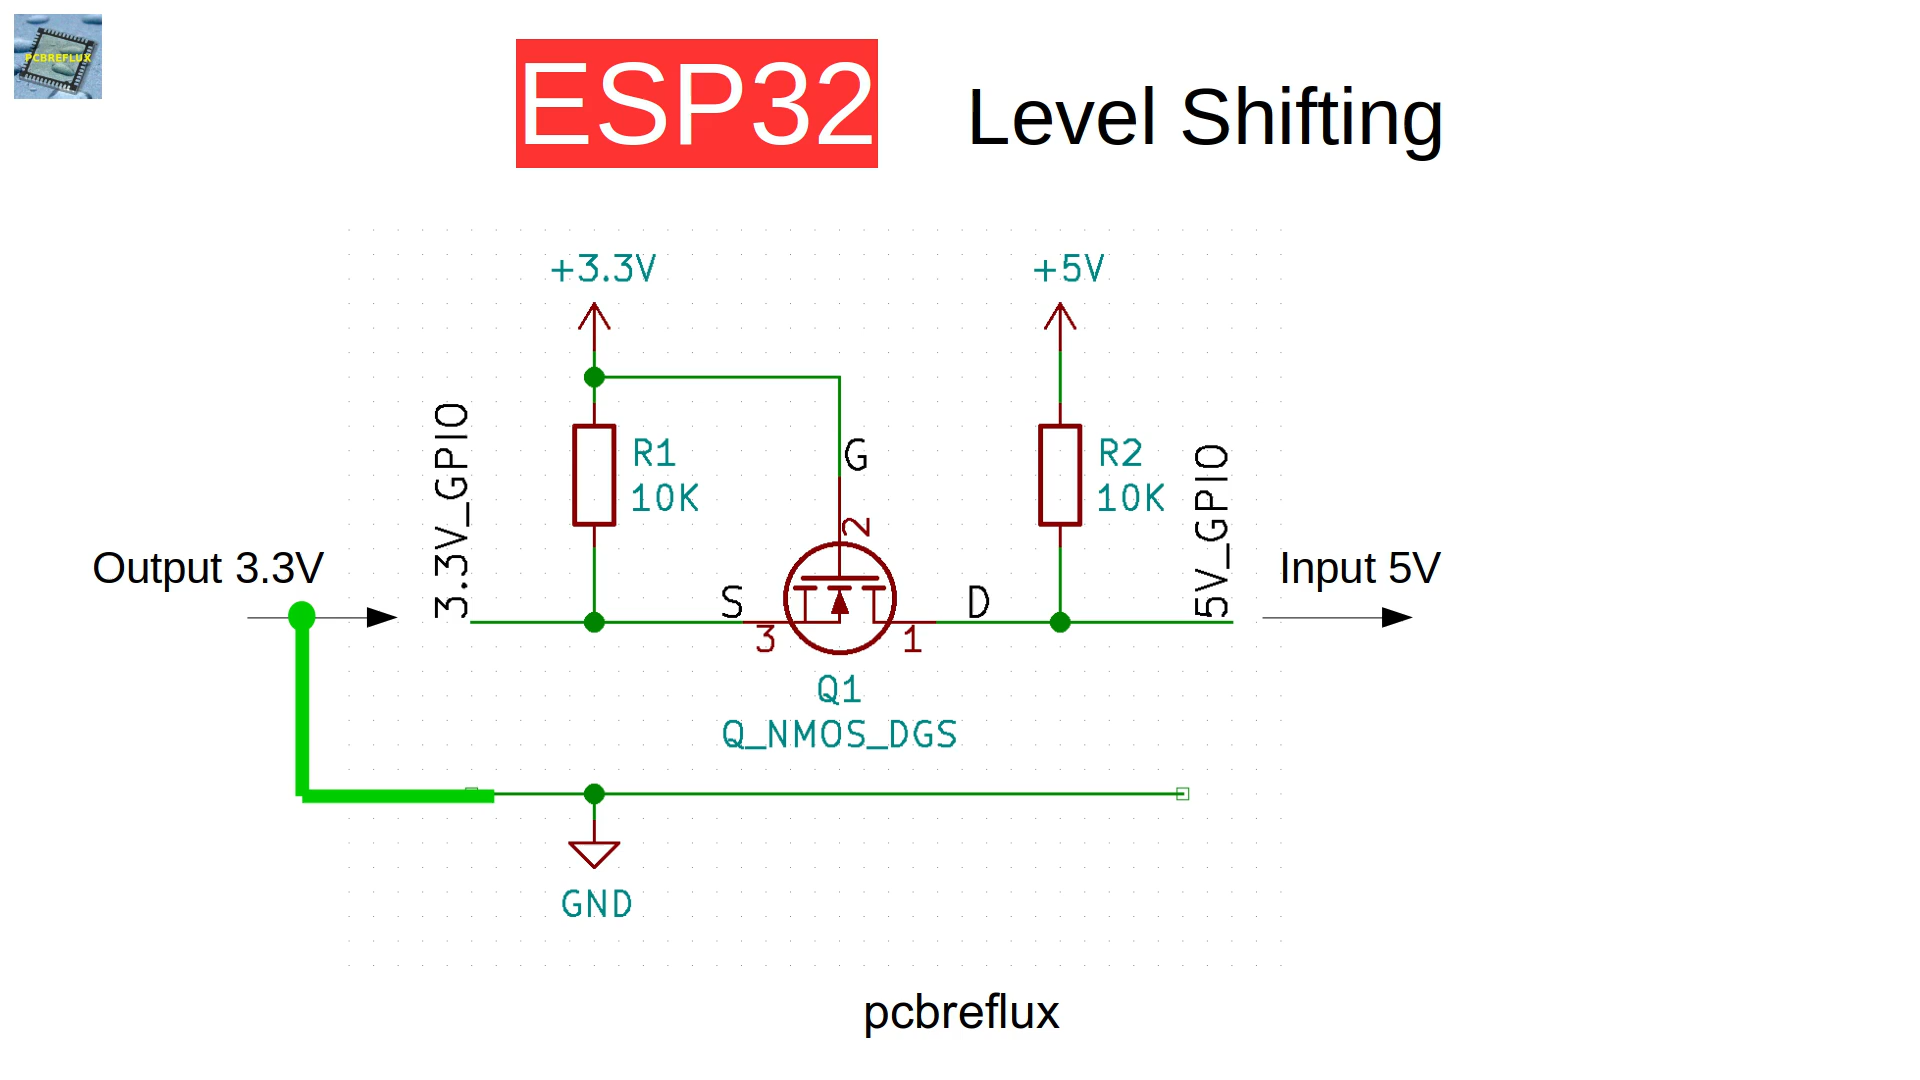 PCBREFLUX
ESP32
Level Shifting
+3.3V
+5V
3.3V_GPIO
R1
10K
G
2
R2
10K
5V_GPIO
Output 3.3V
Input 5V
S
3
D
1
Q1
Q_NMOS_DGS
GND
pcbreflux